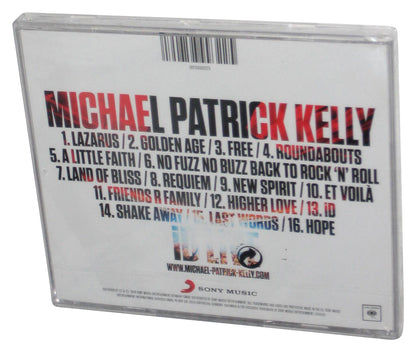 MICHAEL PATRICK KELLY
1. LAZARUS / 2. GOLDEN AGE / 3. FREE / 4. ROUNDABOUTS
5. A LITTLE FAITH / 6. NO FUZZ NO BUZZ BACK TO ROCK 'N' ROLL
7. LAND OF BLISS / 8. REQUIEM / 9. NEW SPIRIT / 10. ET VOILÀ
11. FRIENDS R FAMILY / 12. HIGHER LOVE / 13. iD
14. SHAKE AWAY / 15. LAST WORDS / 16. HOPE
iD LIVE
WWW.MICHAEL-PATRICK-KELLY.COM
SONY MUSIC